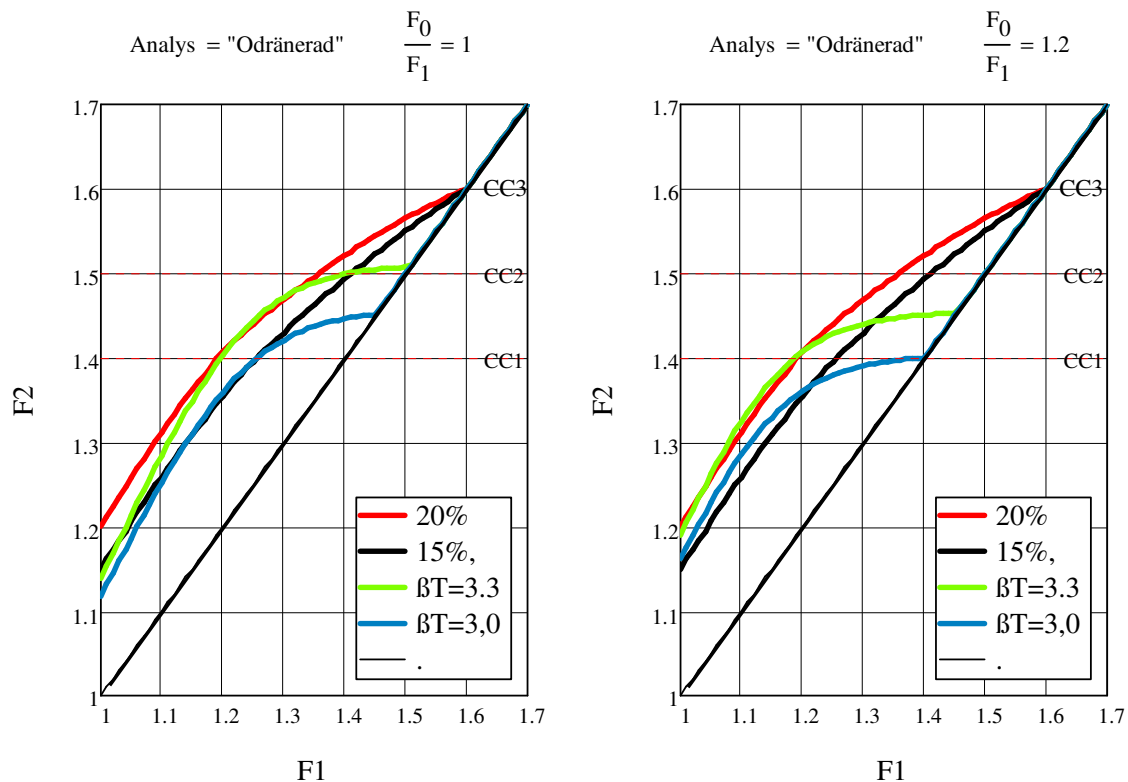 Analys = "Odränerad" F0/F1 = 1
1.7
1.6
1.5
1.4
1.3
1.2
1.1
1
CC3
CC2
CC1
F2
20%
15%,
ßT=3.3
ßT=3,0
.
1 1.1 1.2 1.3 1.4 1.5 1.6 1.7
F1
Analys = "Odränerad" F0/F1 = 1.2
1.7
1.6
1.5
1.4
1.3
1.2
1.1
1
CC3
CC2
CC1
F2
20%
15%,
ßT=3.3
ßT=3,0
.
1 1.1 1.2 1.3 1.4 1.5 1.6 1.7
F1